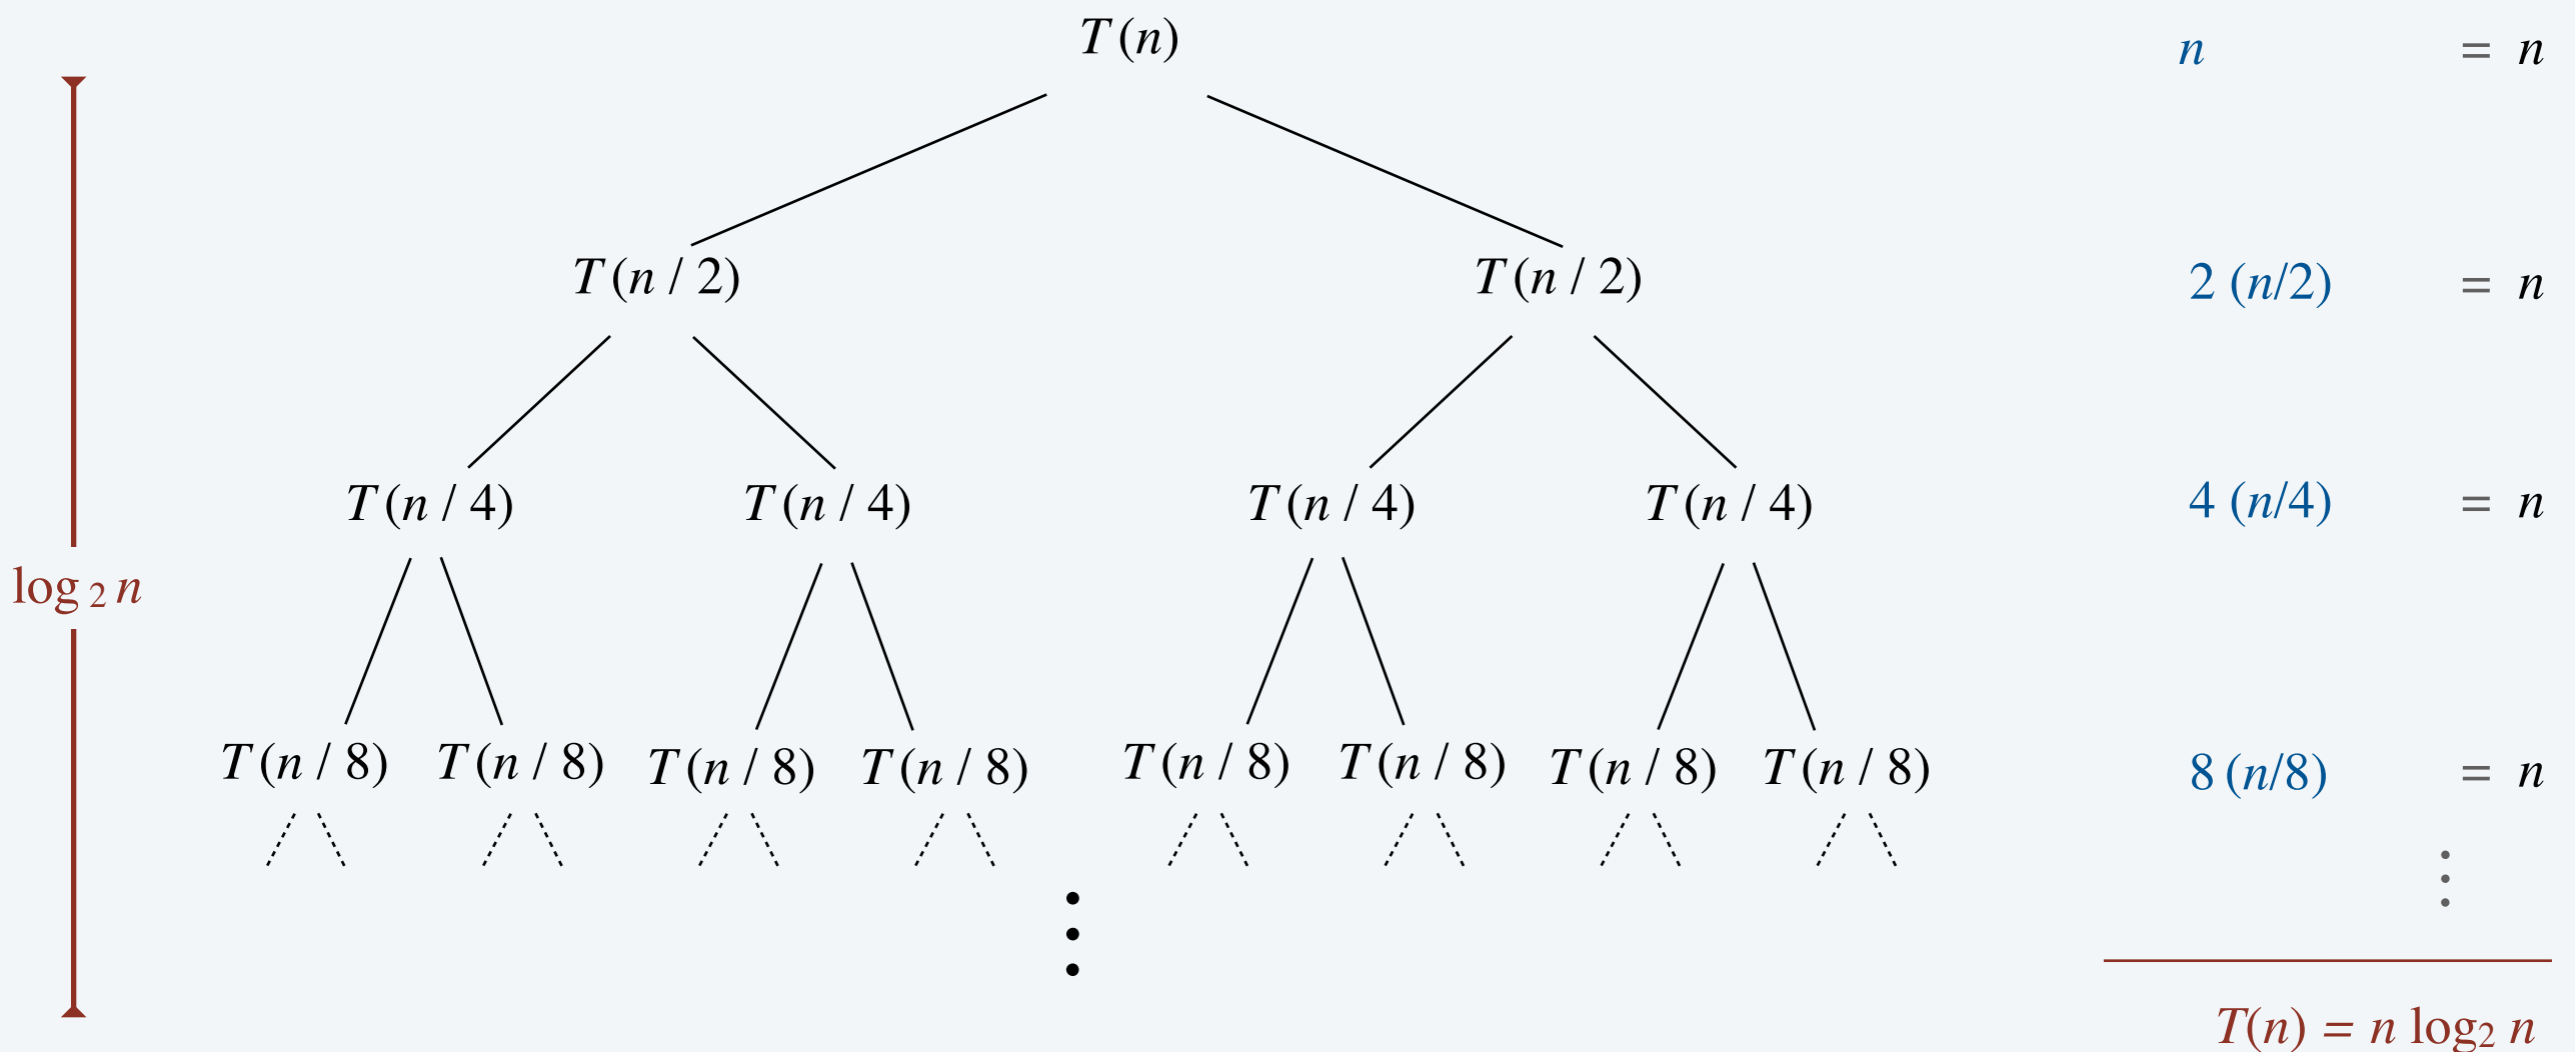 T(n) n = n
T(n / 2) T(n / 2) 2 (n/2) = n
T(n / 4) T(n / 4) T(n / 4) T(n / 4) 4 (n/4) = n
log 2 n
T(n / 8) T(n / 8) T(n / 8) T(n / 8) T(n / 8) T(n / 8) T(n / 8) T(n / 8) 8 (n/8) = n
⋮ ⋮
T(n) = n log2 n